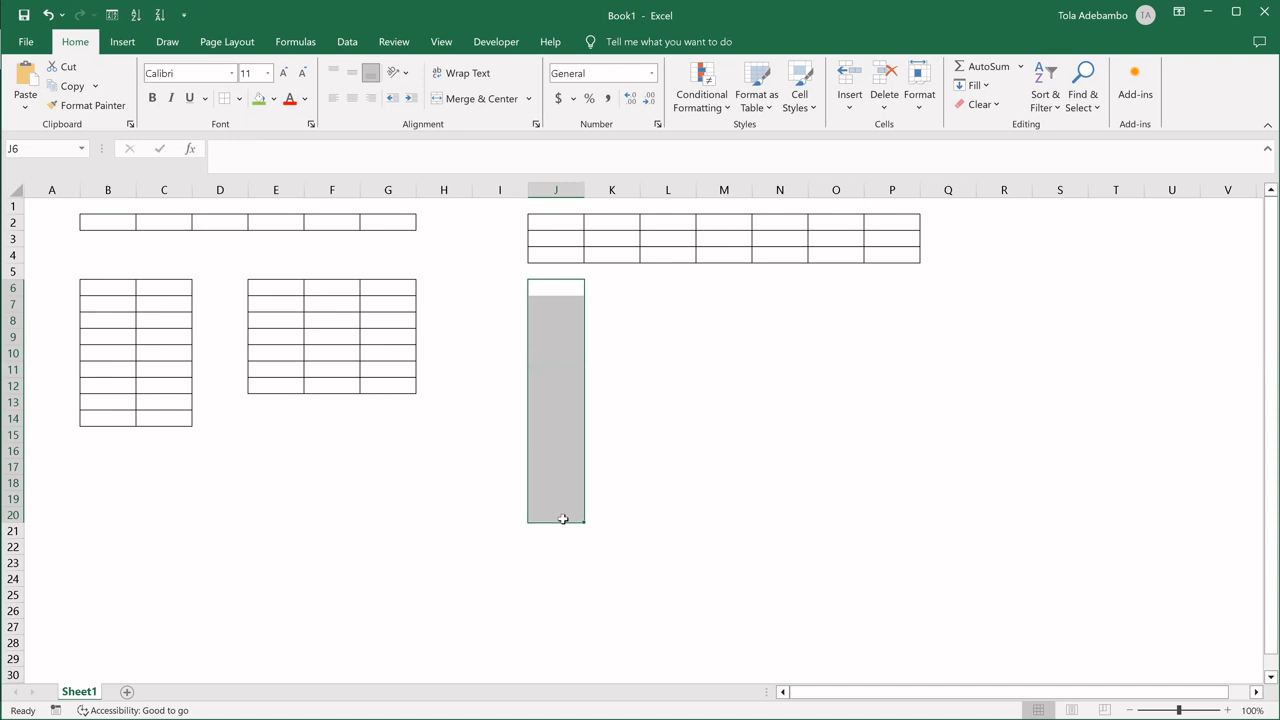 Book1 - Excel
Tola Adebambo TA
File Home Insert Draw Page Layout Formulas Data Review View Developer Help Tell me what you want to do
Paste
Cut
Copy
Format Painter
Clipboard
Calibri 11
B I U A
Font
Wrap Text
Merge & Center
Alignment
General
$ % ,
Number
Conditional Formatting
Format as Table
Cell Styles
Styles
Insert
Delete
Format
Cells
AutoSum
Fill
Clear
Sort & Filter
Find & Select
Editing
Add-ins
Add-ins
J6 fx
A B C D E F G H I J K L M N O P Q R S T U V
1
2
3
4
5
6
7
8
9
10
11
12
13
14
15
16
17
18
19
20
21
22
23
24
25
26
27
28
29
30
Sheet1
Ready Accessibility: Good to go 100%